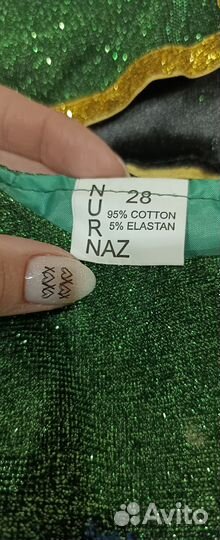 NUR
NAZ
28
95% COTTON
5% ELASTAN
Avito